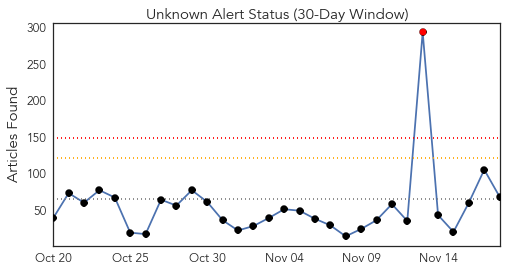 Unknown Alert Status (30-Day Window)
Articles Found
300
250
200
150
100
50
Oct 20 Oct 25 Oct 30 Nov 04 Nov 09 Nov 14